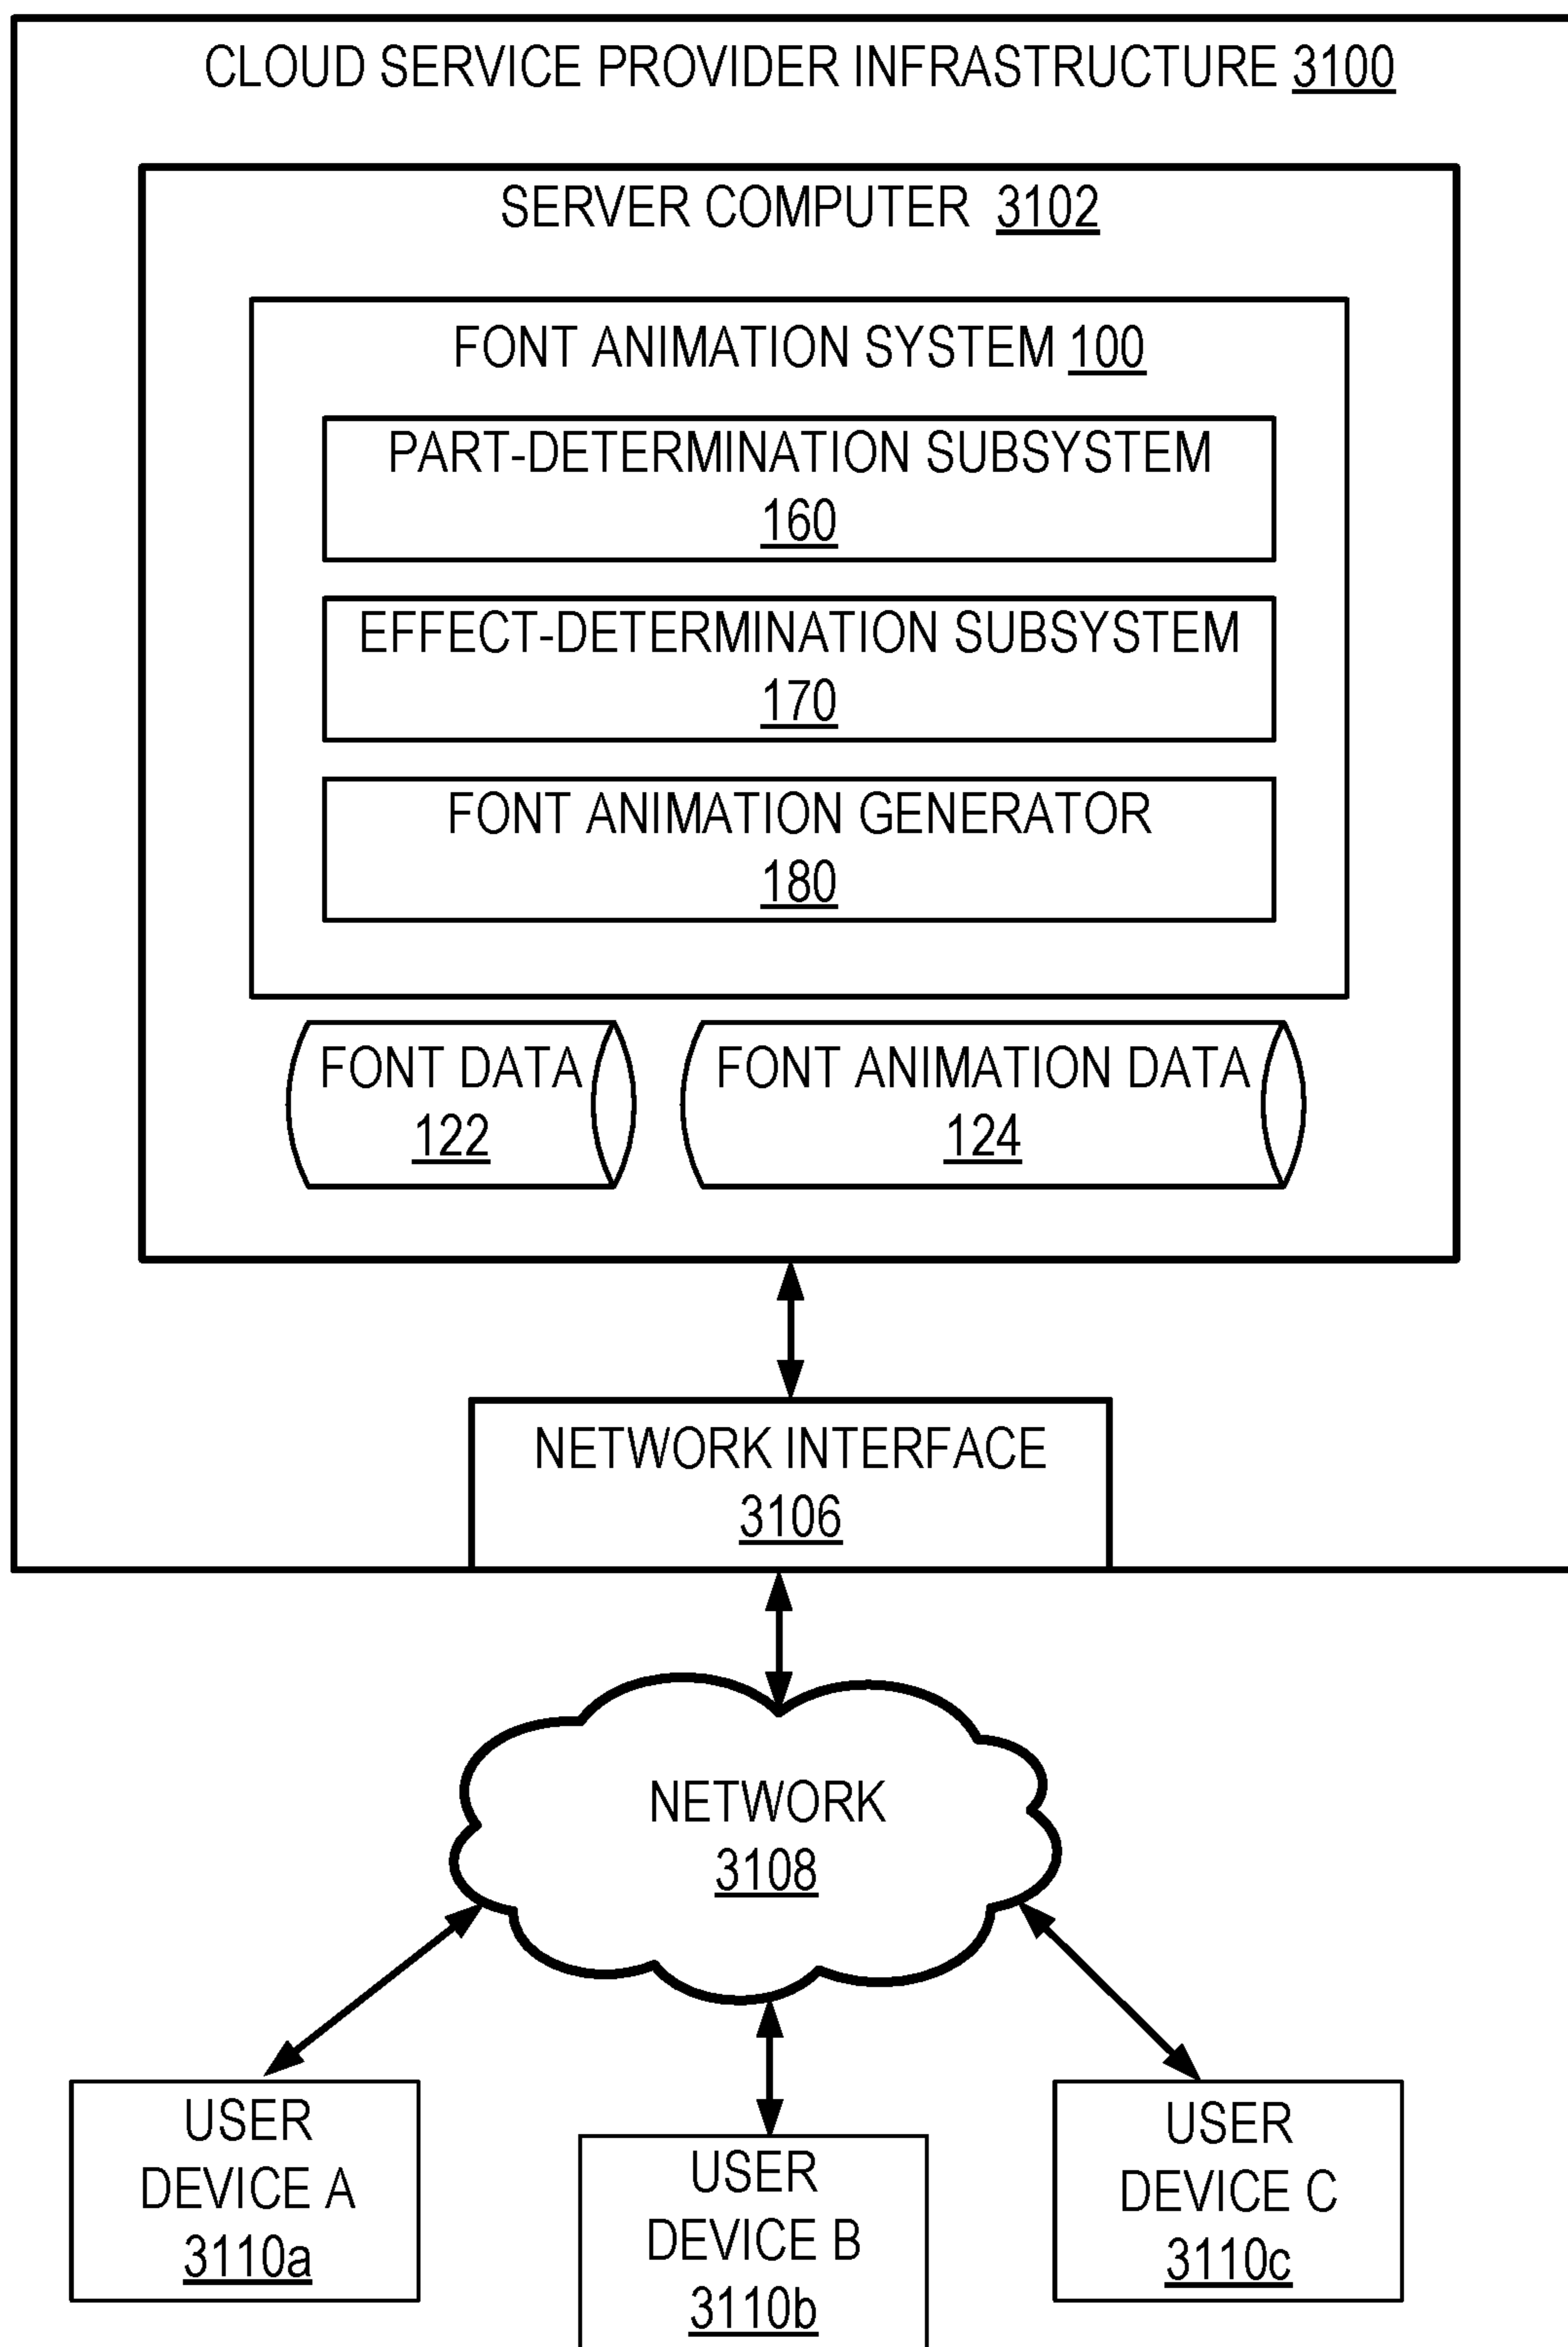 CLOUD SERVICE PROVIDER INFRASTRUCTURE 3100
SERVER COMPUTER 3102
FONT ANIMATION SYSTEM 100
PART-DETERMINATION SUBSYSTEM
160
EFFECT-DETERMINATION SUBSYSTEM
170
FONT ANIMATION GENERATOR
180
FONT DATA
122
FONT ANIMATION DATA
124
NETWORK INTERFACE
3106
NETWORK
3108
USER
DEVICE A
3110a
USER
DEVICE B
3110b
USER
DEVICE C
3110c